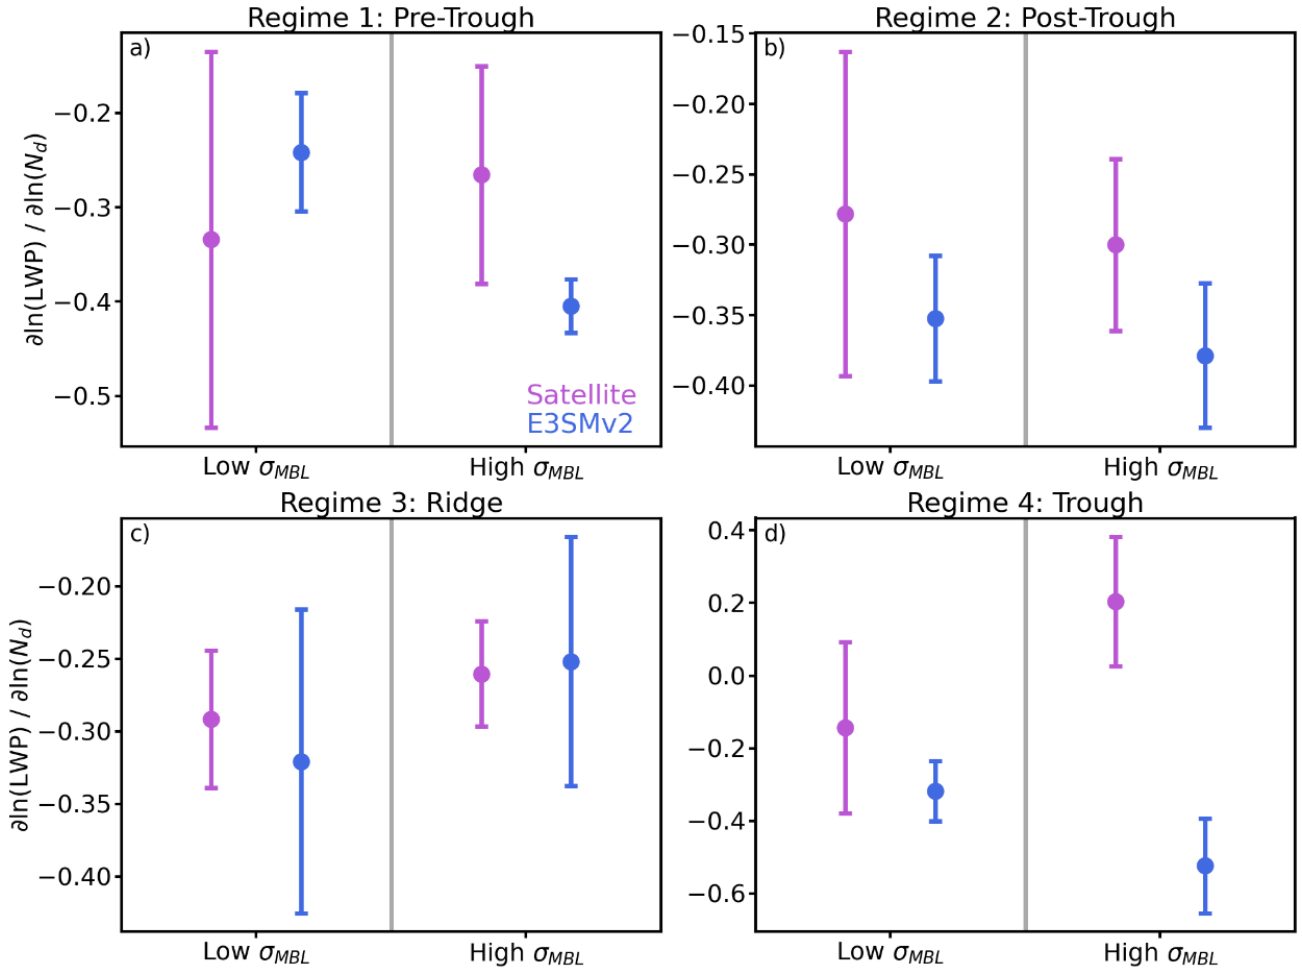 Regime 1: Pre-Trough
a)
−0.2
−0.3
−0.4
−0.5
∂ln(LWP) / ∂ln(N_d)
Satellite
E3SMv2
Low σ_MBL
High σ_MBL
Regime 2: Post-Trough
b)
−0.15
−0.20
−0.25
−0.30
−0.35
−0.40
Low σ_MBL
High σ_MBL
Regime 3: Ridge
c)
−0.20
−0.25
−0.30
−0.35
−0.40
∂ln(LWP) / ∂ln(N_d)
Low σ_MBL
High σ_MBL
Regime 4: Trough
d)
0.4
0.2
0.0
−0.2
−0.4
−0.6
Low σ_MBL
High σ_MBL